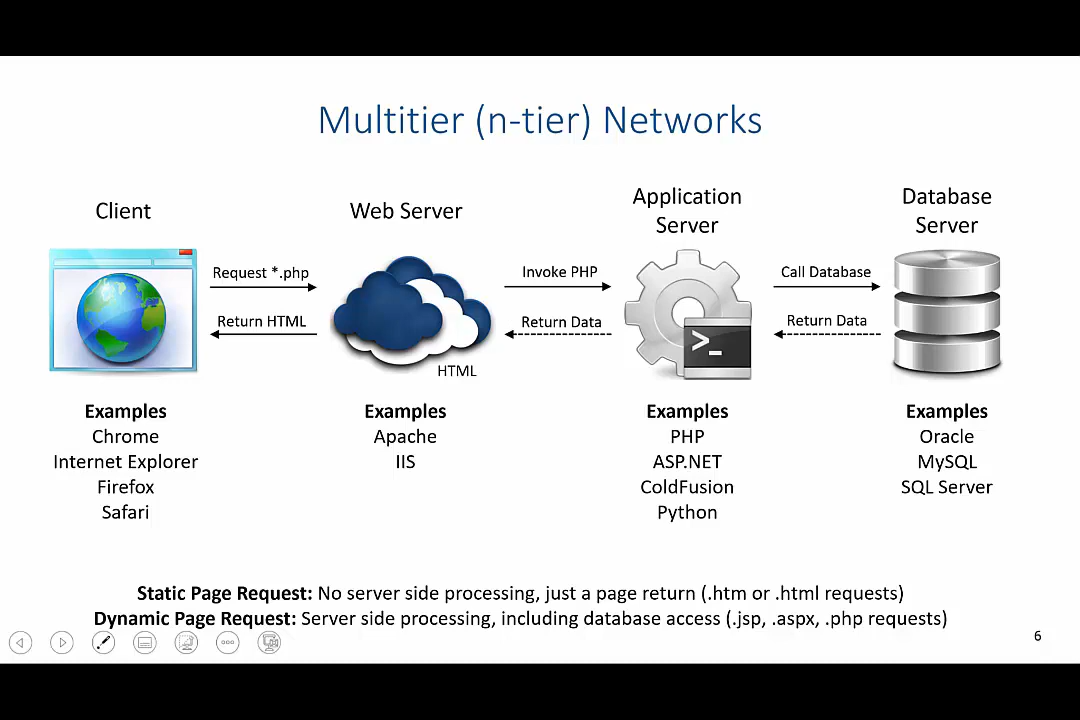 Multitier (n-tier) Networks
Client
Web Server
Application
Server
Database
Server
Request *.php
Return HTML
HTML
Invoke PHP
Return Data
>_
Call Database
Return Data
Examples
Chrome
Internet Explorer
Firefox
Safari
Examples
Apache
IIS
Examples
PHP
ASP.NET
ColdFusion
Python
Examples
Oracle
MySQL
SQL Server
Static Page Request: No server side processing, just a page return (.htm or .html requests)
Dynamic Page Request: Server side processing, including database access (.jsp, .aspx, .php requests)
6